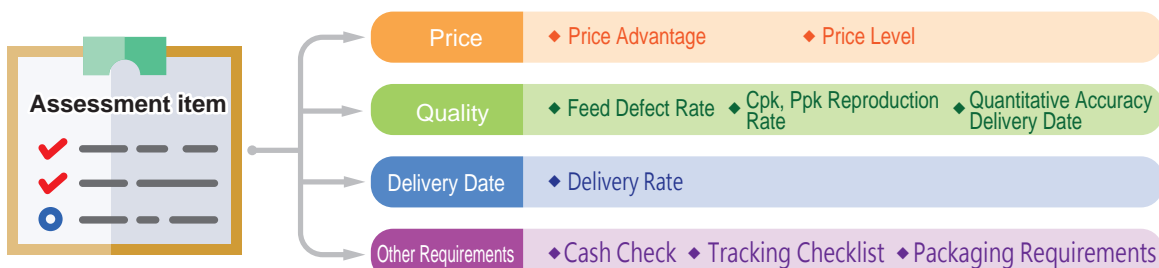 Assessment item
Price
◆ Price Advantage ◆ Price Level
Quality
◆ Feed Defect Rate ◆ Cpk, Ppk Reproduction Rate ◆ Quantitative Accuracy Delivery Date
Delivery Date
◆ Delivery Rate
Other Requirements
◆ Cash Check ◆ Tracking Checklist ◆ Packaging Requirements